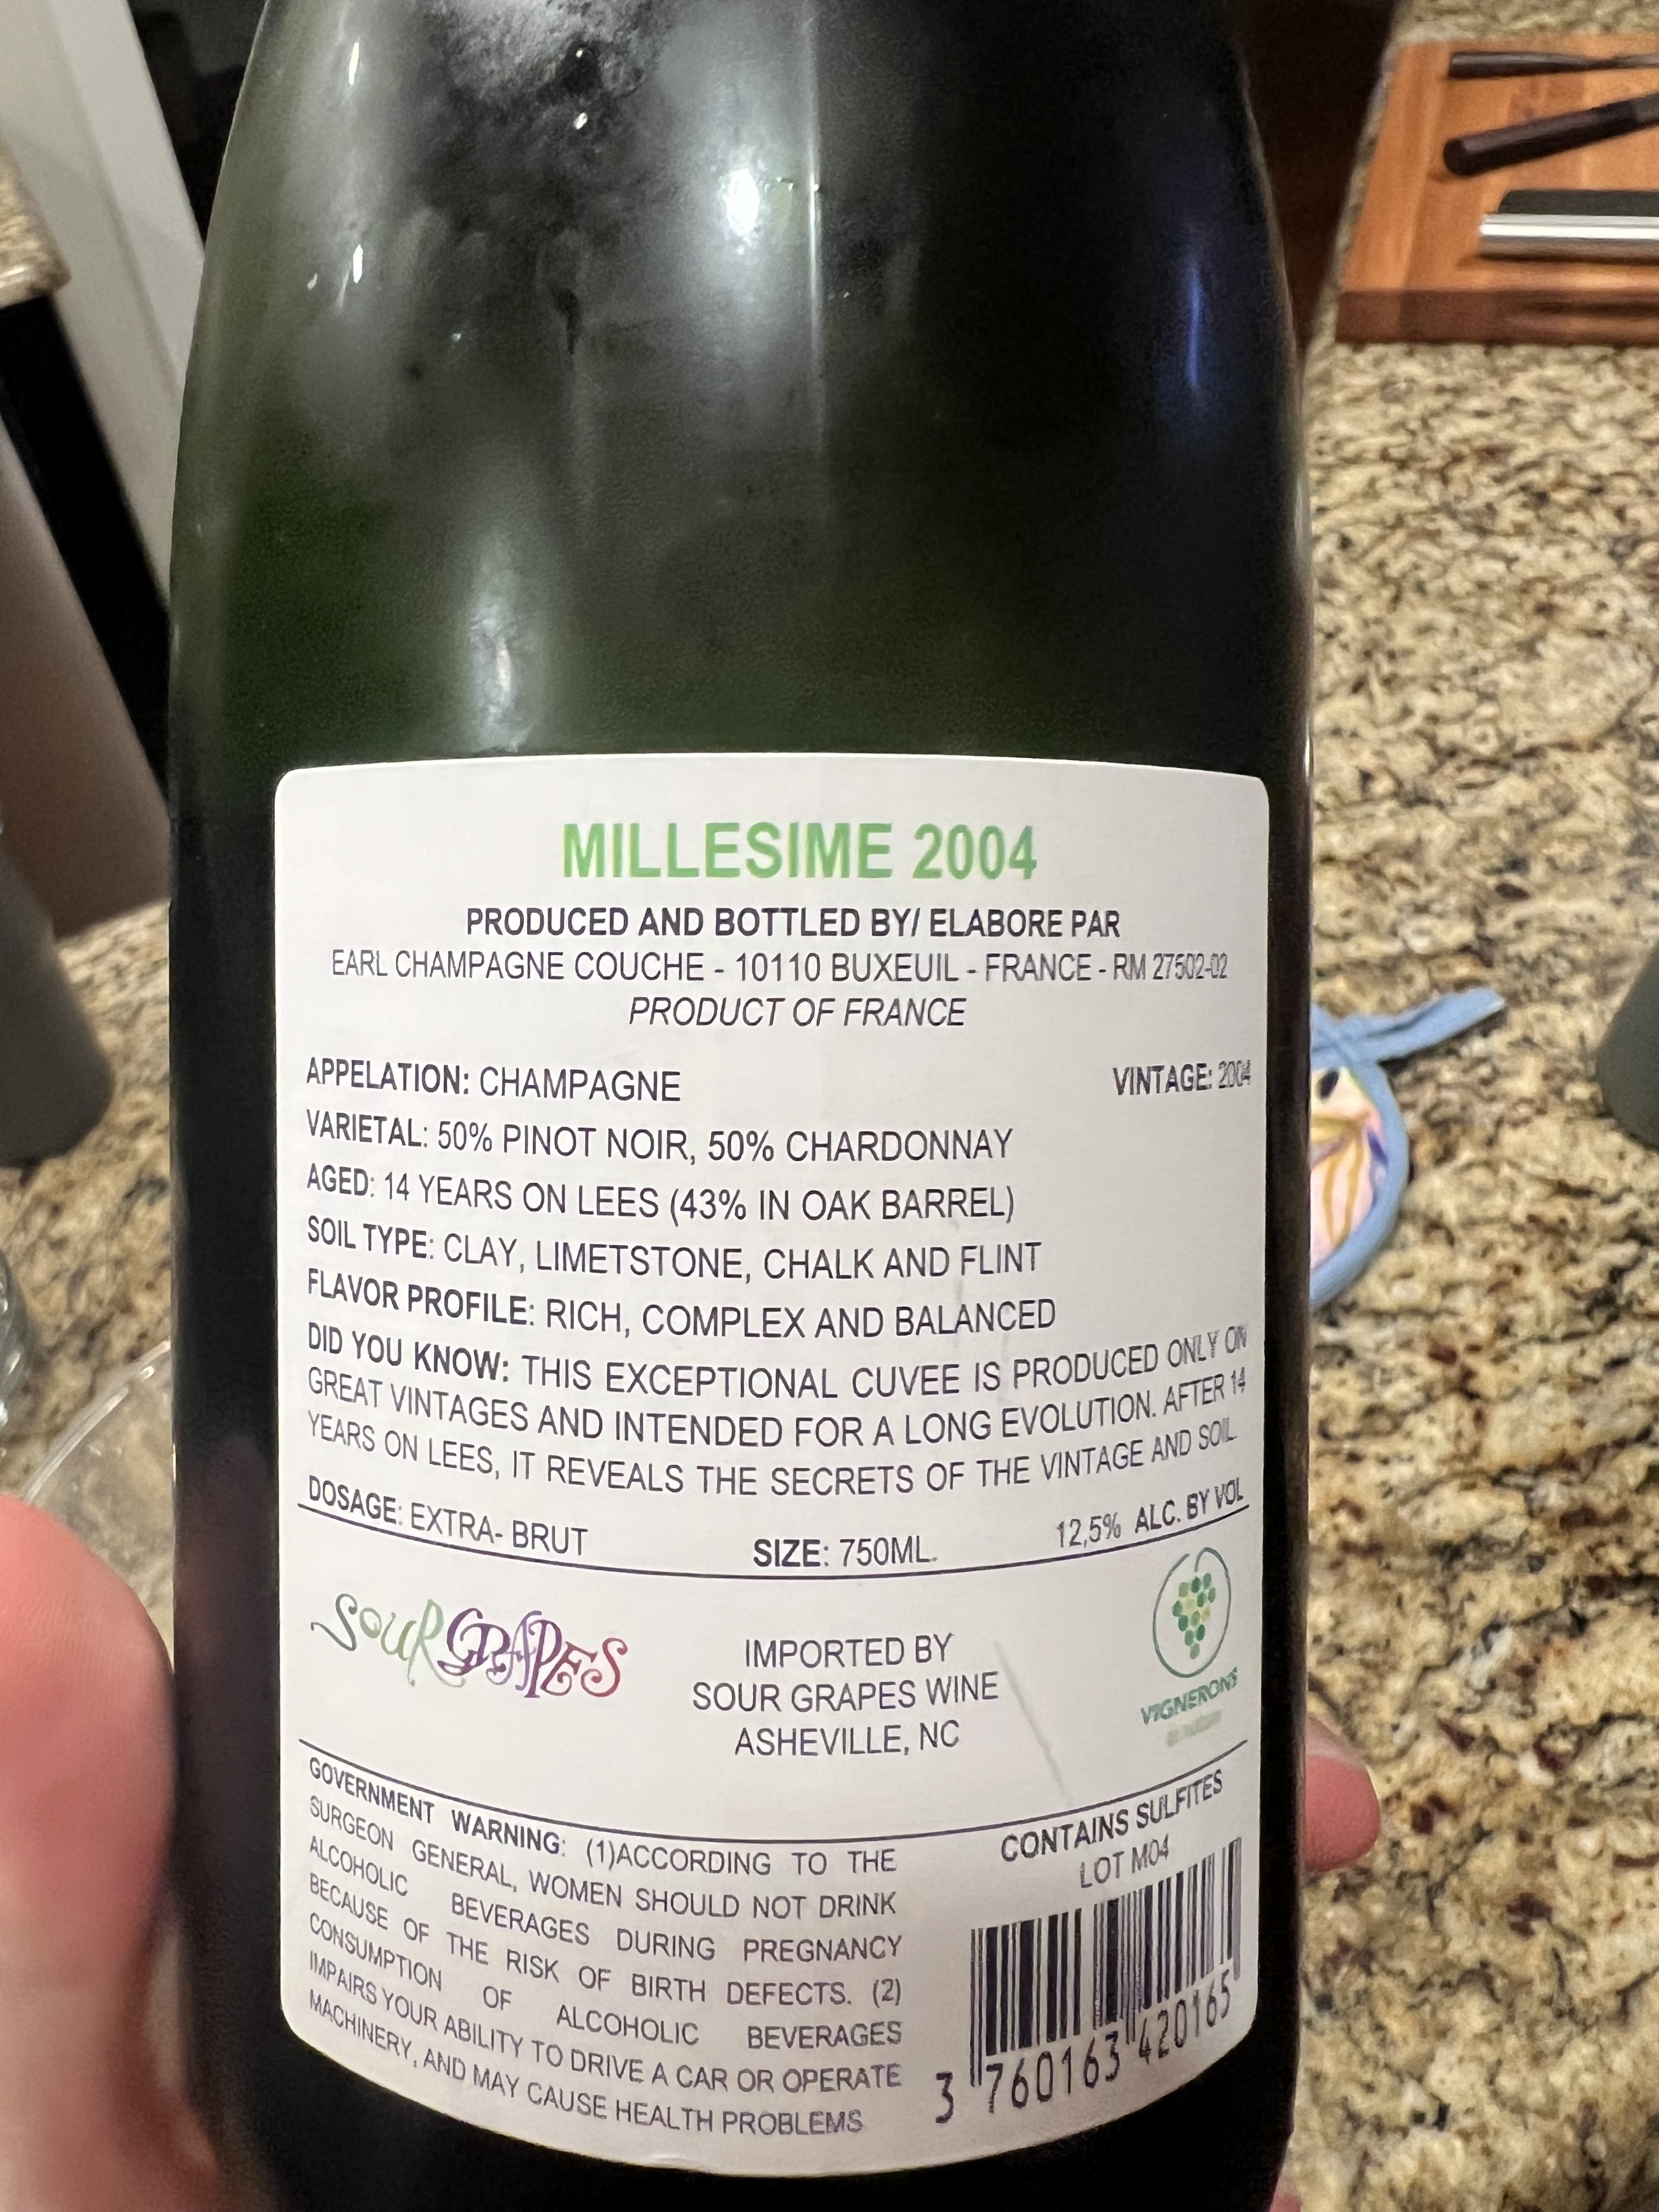 MILLESIME 2004
PRODUCED AND BOTTLED BY/ ELABORE PAR
EARL CHAMPAGNE COUCHE - 10110 BUXEUIL - FRANCE - RM 27502-02
PRODUCT OF FRANCE
APPELATION: CHAMPAGNE VINTAGE: 2004
VARIETAL: 50% PINOT NOIR, 50% CHARDONNAY
AGED: 14 YEARS ON LEES (43% IN OAK BARREL)
SOIL TYPE: CLAY, LIMETSTONE, CHALK AND FLINT
FLAVOR PROFILE: RICH, COMPLEX AND BALANCED
DID YOU KNOW: THIS EXCEPTIONAL CUVEE IS PRODUCED ONLY ON
GREAT VINTAGES AND INTENDED FOR A LONG EVOLUTION. AFTER 14
YEARS ON LEES, IT REVEALS THE SECRETS OF THE VINTAGE AND SOIL
DOSAGE: EXTRA- BRUT SIZE: 750ML. 12,5% ALC. BY VOL
SOUR GRAPES
IMPORTED BY
SOUR GRAPES WINE
ASHEVILLE, NC
VIGNERONS
GOVERNMENT WARNING: (1)ACCORDING TO THE
SURGEON GENERAL, WOMEN SHOULD NOT DRINK
ALCOHOLIC BEVERAGES DURING PREGNANCY
BECAUSE OF THE RISK OF BIRTH DEFECTS. (2)
CONSUMPTION OF ALCOHOLIC BEVERAGES
IMPAIRS YOUR ABILITY TO DRIVE A CAR OR OPERATE
MACHINERY, AND MAY CAUSE HEALTH PROBLEMS
CONTAINS SULFITES
LOT M04
3 760163 420165